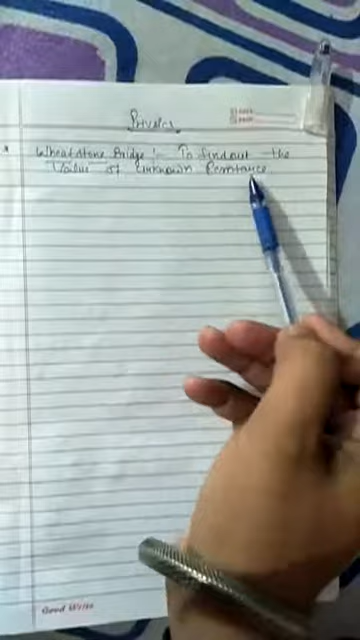 Physics
* Wheatstone Bridge :- To find out the
Value of Unknown Resistance.
Good Write